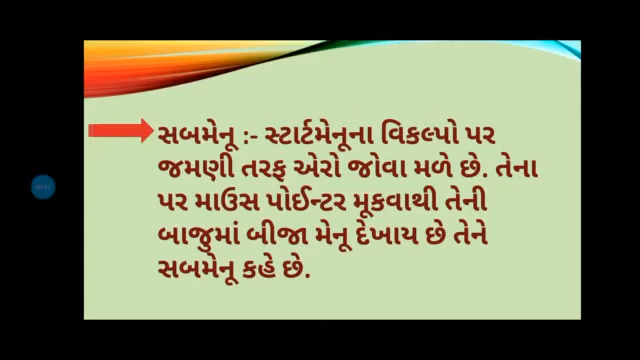 સબમેનૂ :- સ્ટાર્ટમેનૂના વિકલ્પો પર
જમણી તરફ એરો જોવા મળે છે. તેના
પર માઉસ પોઈન્ટર મૂકવાથી તેની
બાજુમાં બીજા મેનૂ દેખાય છે તેને
સબમેનૂ કહે છે.